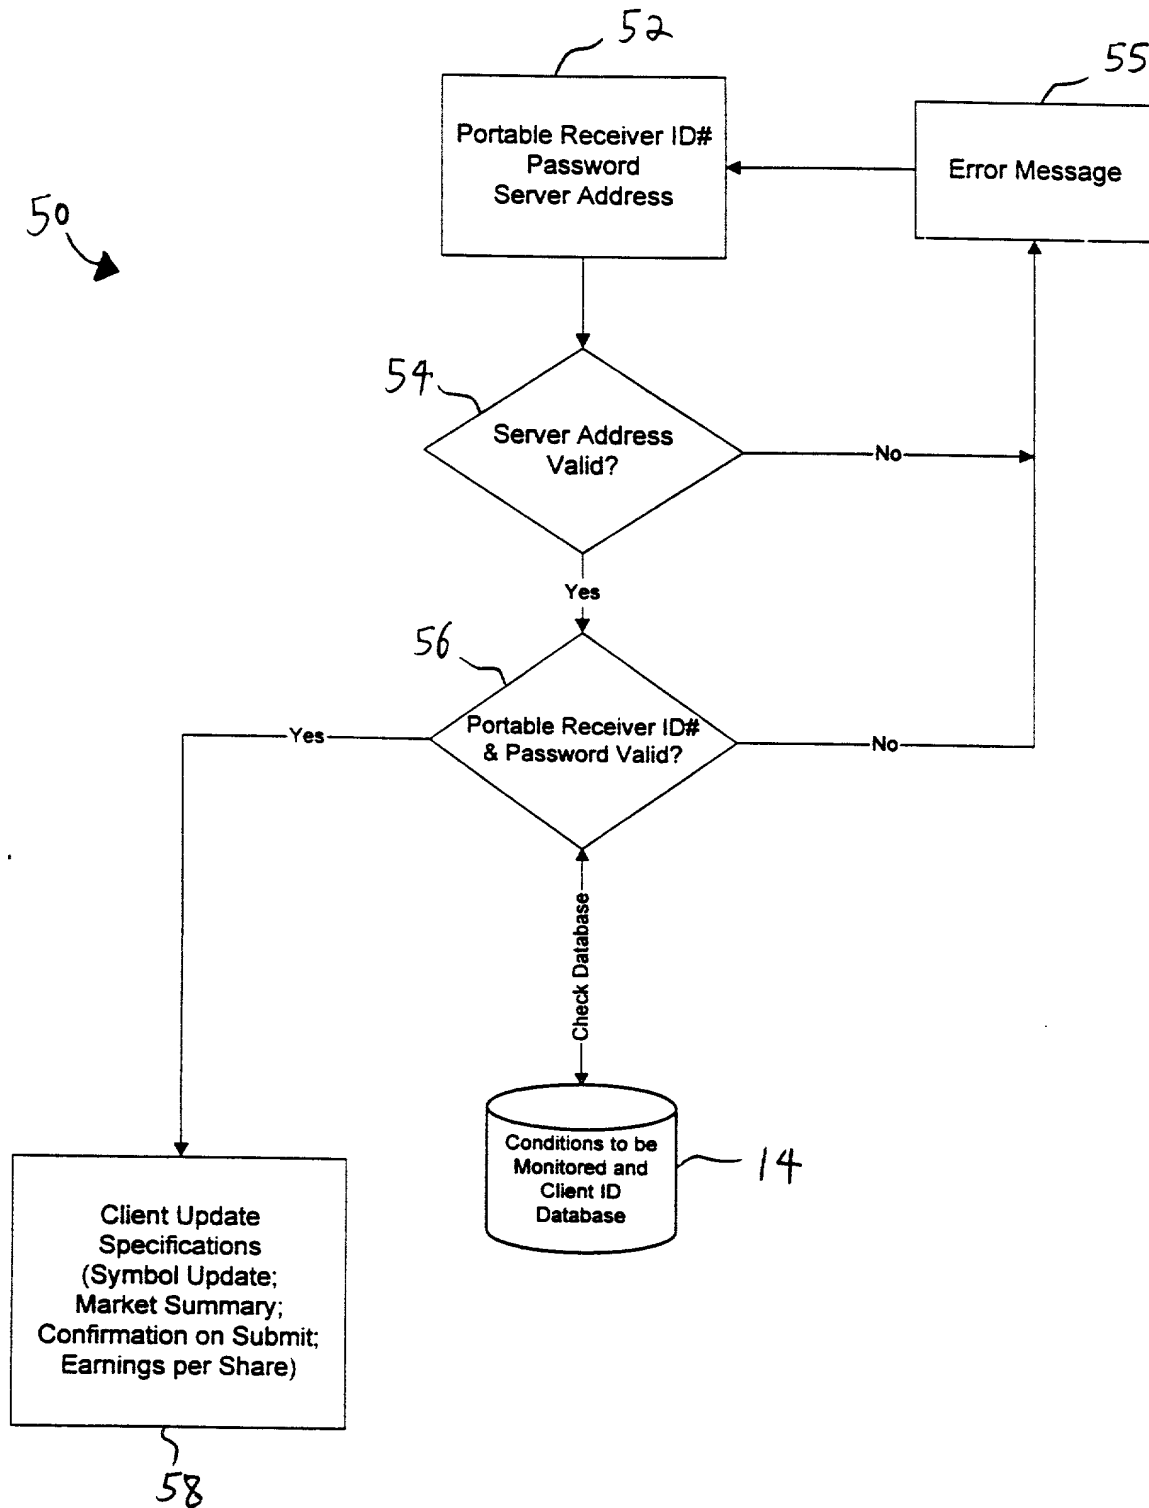 52
55
Portable Receiver ID#
Password
Server Address
Error Message
50
54
Server Address
Valid?
No
Yes
56
Portable Receiver ID#
& Password Valid?
Yes
No
Check Database
Conditions to be
Monitored and
Client ID
Database
14
Client Update
Specifications
(Symbol Update;
Market Summary;
Confirmation on Submit;
Earnings per Share)
58